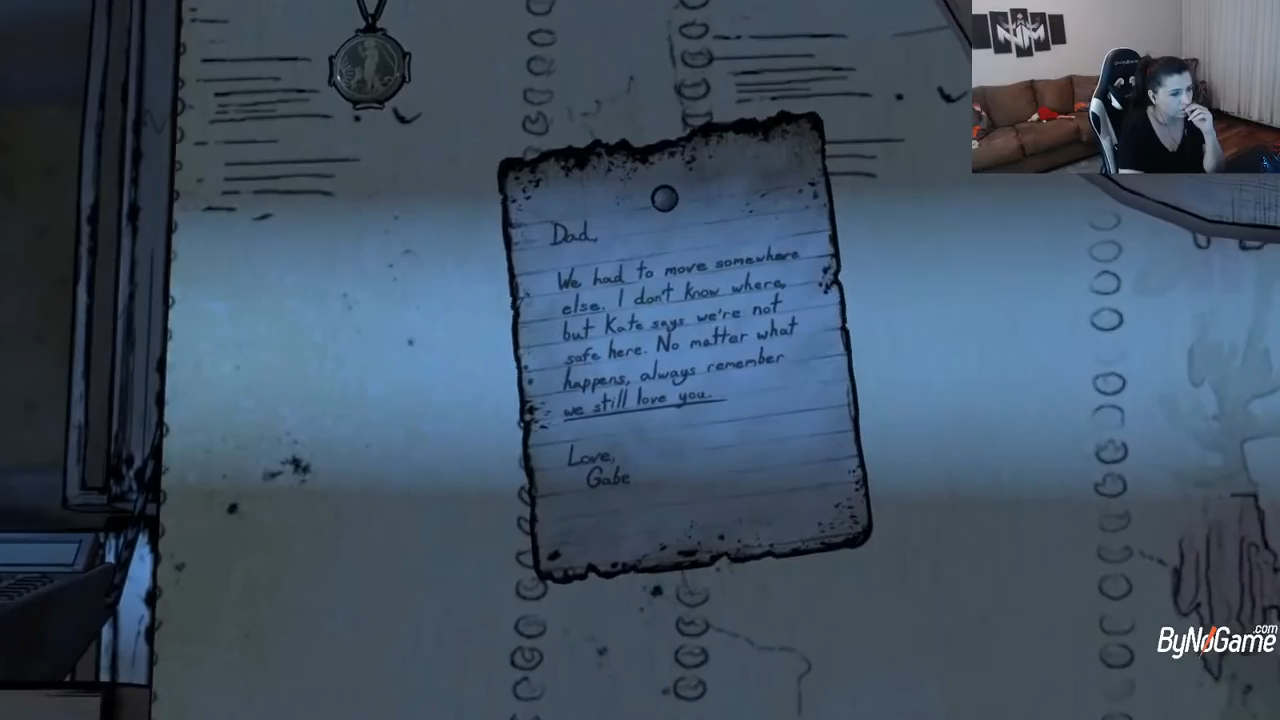 Dad,
We had to move somewhere
else. I don't know where,
but Kate says we're not
safe here. No matter what
happens, always remember
we still love you.
Love,
Gabe
ByNoGame.com